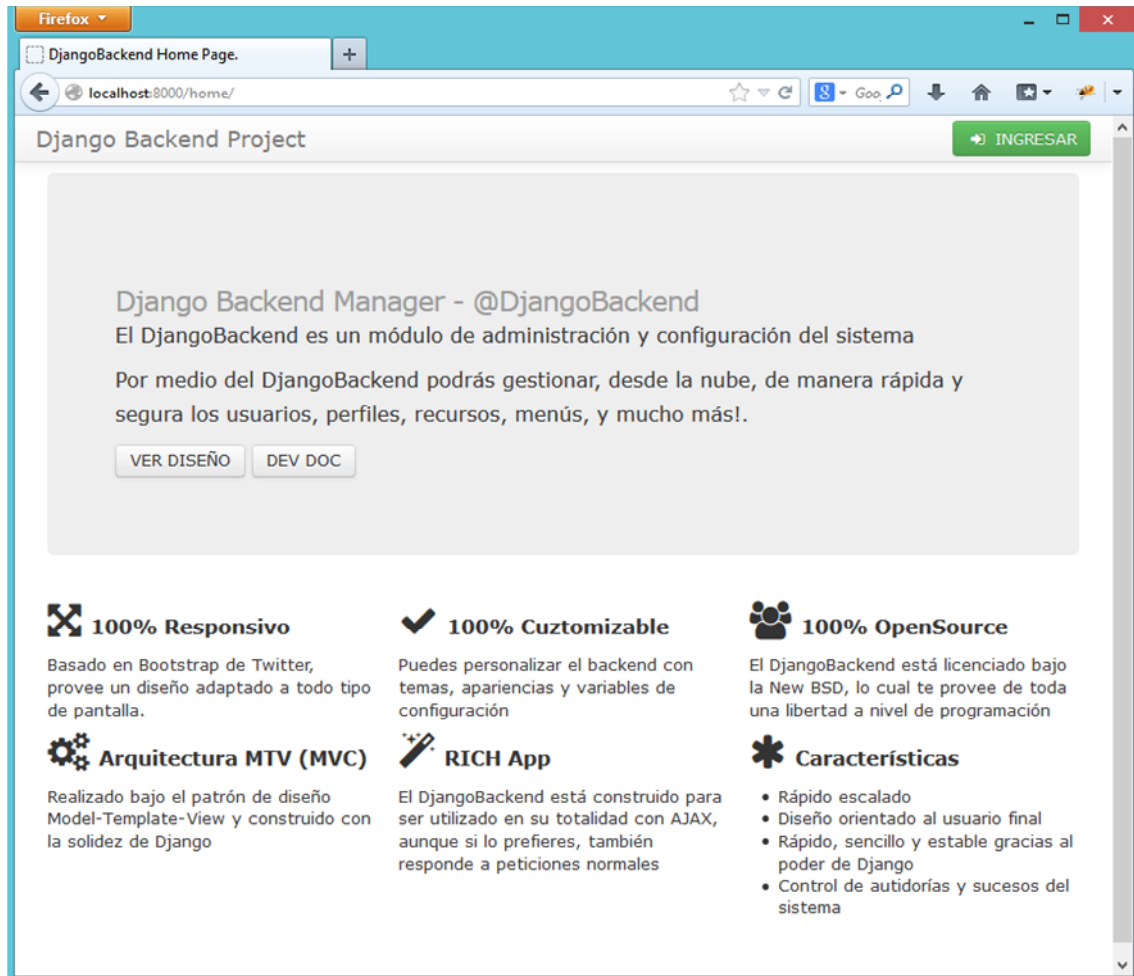 Firefox
DjangoBackend Home Page.
localhost:8000/home/
Goo
Django Backend Project
INGRESAR
Django Backend Manager - @DjangoBackend
El DjangoBackend es un módulo de administración y configuración del sistema
Por medio del DjangoBackend podrás gestionar, desde la nube, de manera rápida y
segura los usuarios, perfiles, recursos, menús, y mucho más!.
VER DISEÑO
DEV DOC
100% Responsivo
Basado en Bootstrap de Twitter,
provee un diseño adaptado a todo tipo
de pantalla.
100% Cuztomizable
Puedes personalizar el backend con
temas, apariencias y variables de
configuración
100% OpenSource
El DjangoBackend está licenciado bajo
la New BSD, lo cual te provee de toda
una libertad a nivel de programación
Arquitectura MTV (MVC)
Realizado bajo el patrón de diseño
Model-Template-View y construido con
la solidez de Django
RICH App
El DjangoBackend está construido para
ser utilizado en su totalidad con AJAX,
aunque si lo prefieres, también
responde a peticiones normales
Características
• Rápido escalado
• Diseño orientado al usuario final
• Rápido, sencillo y estable gracias al
poder de Django
• Control de autidorías y sucesos del
sistema